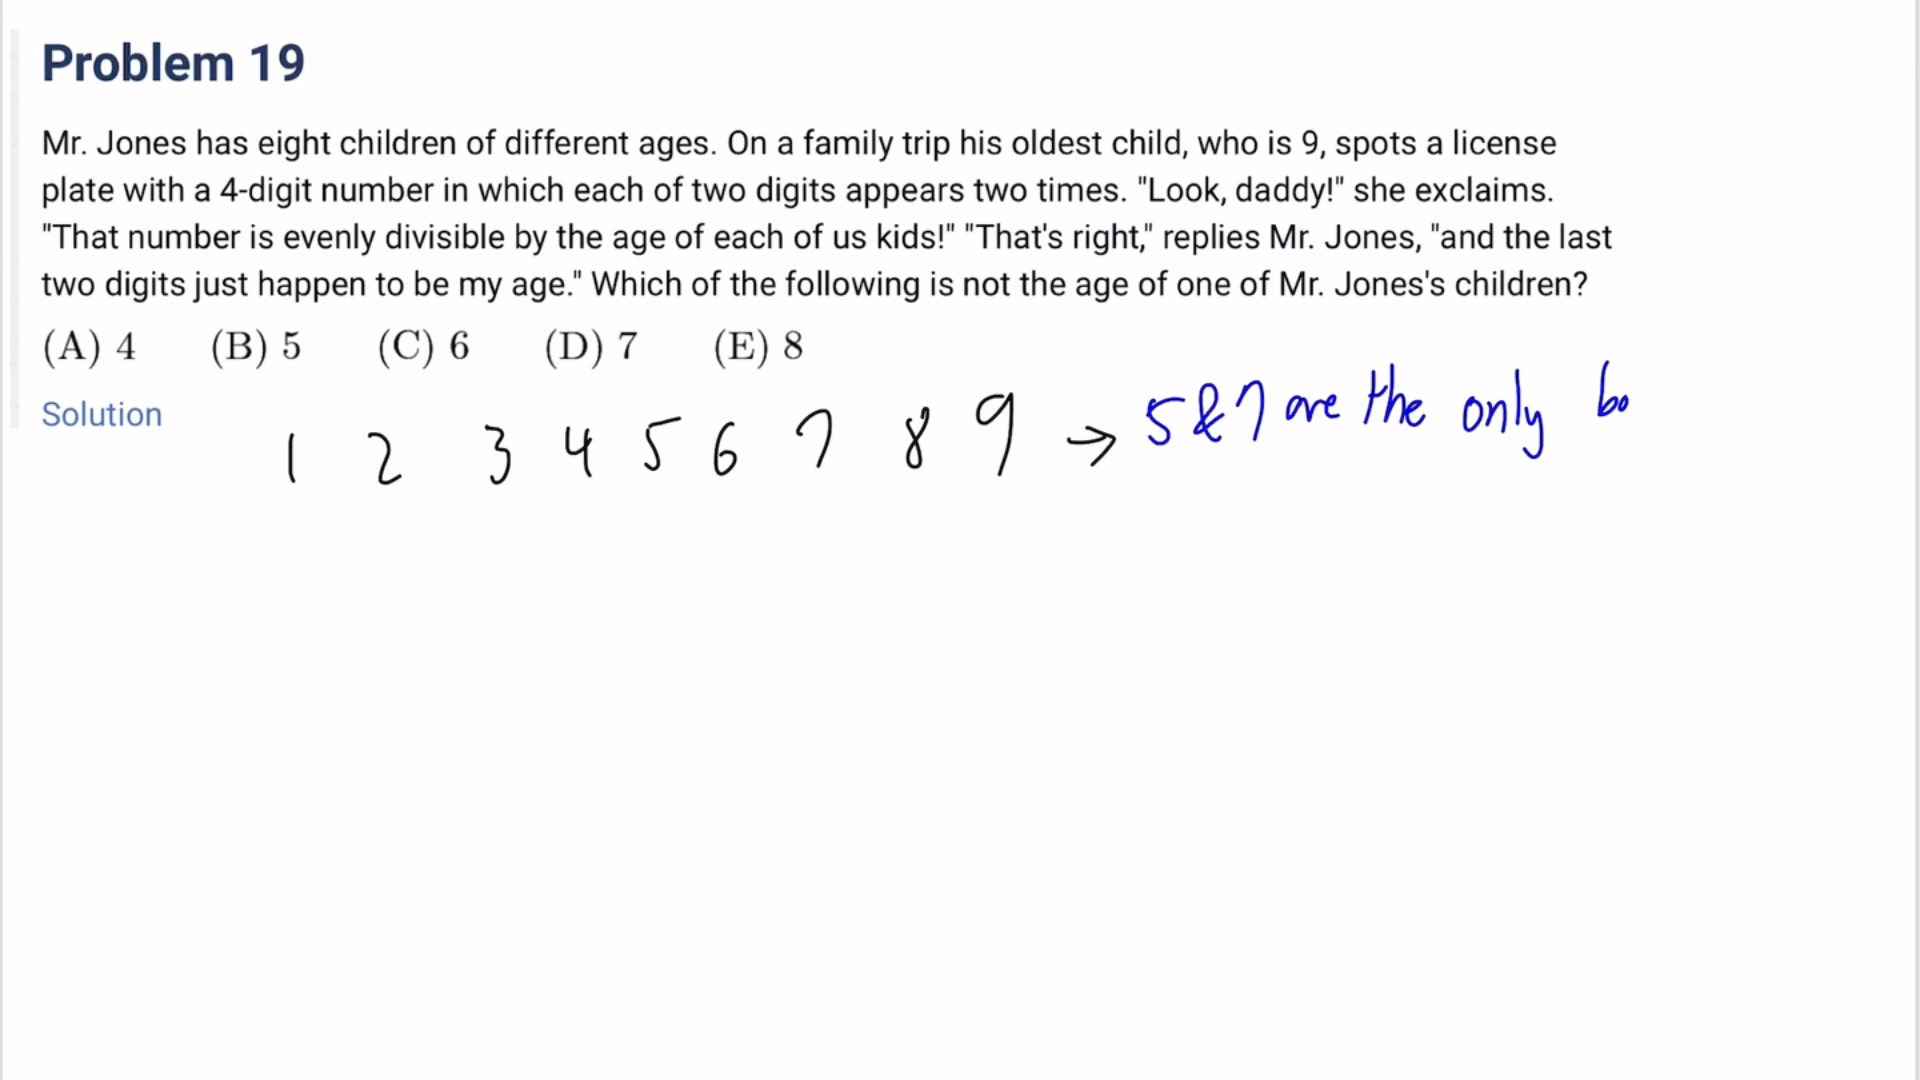 Problem 19
Mr. Jones has eight children of different ages. On a family trip his oldest child, who is 9, spots a license
plate with a 4-digit number in which each of two digits appears two times. "Look, daddy!" she exclaims.
"That number is evenly divisible by the age of each of us kids!" "That's right," replies Mr. Jones, "and the last
two digits just happen to be my age." Which of the following is not the age of one of Mr. Jones's children?
(A) 4 (B) 5 (C) 6 (D) 7 (E) 8
Solution
1 2 3 4 5 6 7 8 9 → 5 & 7 are the only bo